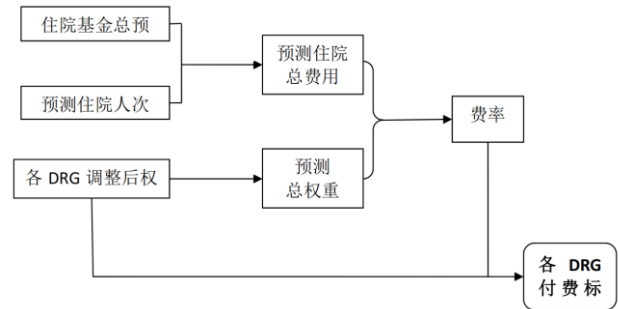 住院基金总预
预测住院
总费用
预测住院人次
费率
各 DRG 调整后权
预测
总权重
各 DRG
付费标